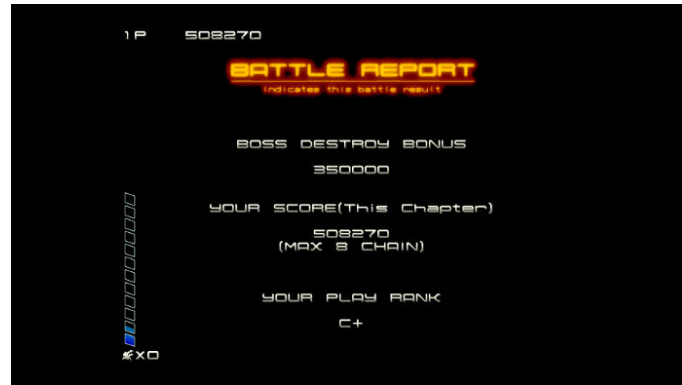 1P 508270
BATTLE REPORT
Indicates this battle result
BOSS DESTROY BONUS
350000
YOUR SCORE(This Chapter)
508270
(MAX 8 CHAIN)
YOUR PLAY RANK
C+
×0